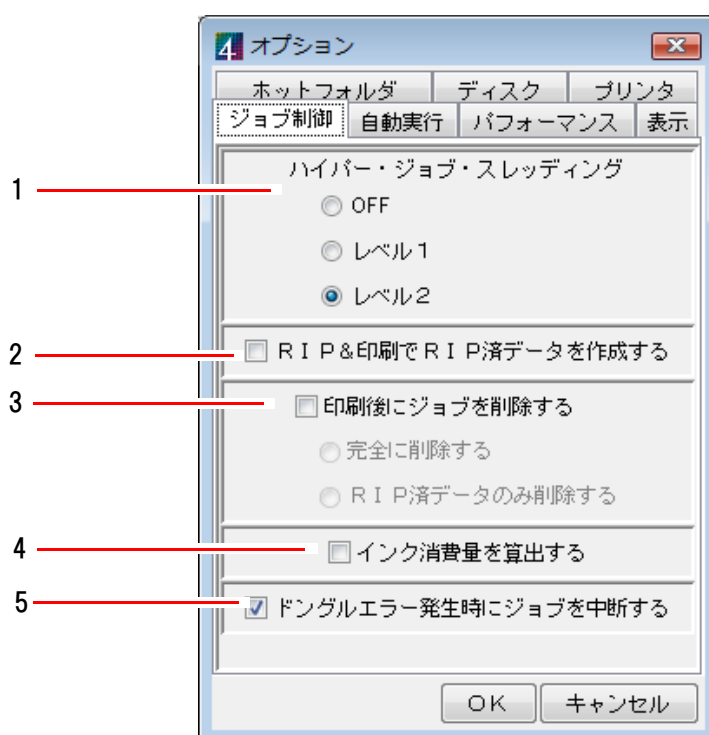 4 オプション
ホットフォルダ ディスク プリンタ
ジョブ制御 自動実行 パフォーマンス 表示
1
ハイパー・ジョブ・スレッディング
OFF
レベル1
レベル2
2
RIP&印刷でRIP済データを作成する
3
印刷後にジョブを削除する
完全に削除する
RIP済データのみ削除する
4
インク消費量を算出する
5
ドングルエラー発生時にジョブを中断する
OK キャンセル